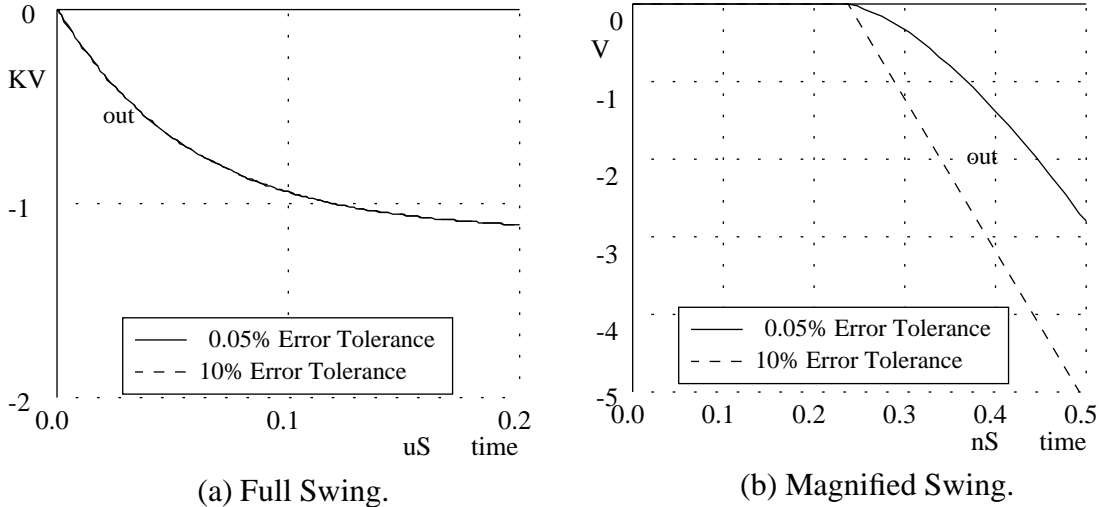 0
KV
out
-1
0.05% Error Tolerance
10% Error Tolerance
-2
0.0 0.1 0.2
uS time
(a) Full Swing.
0
V
-1
out
-2
-3
-4
0.05% Error Tolerance
10% Error Tolerance
-5
0.0 0.1 0.2 0.3 0.4 0.5
nS time
(b) Magnified Swing.